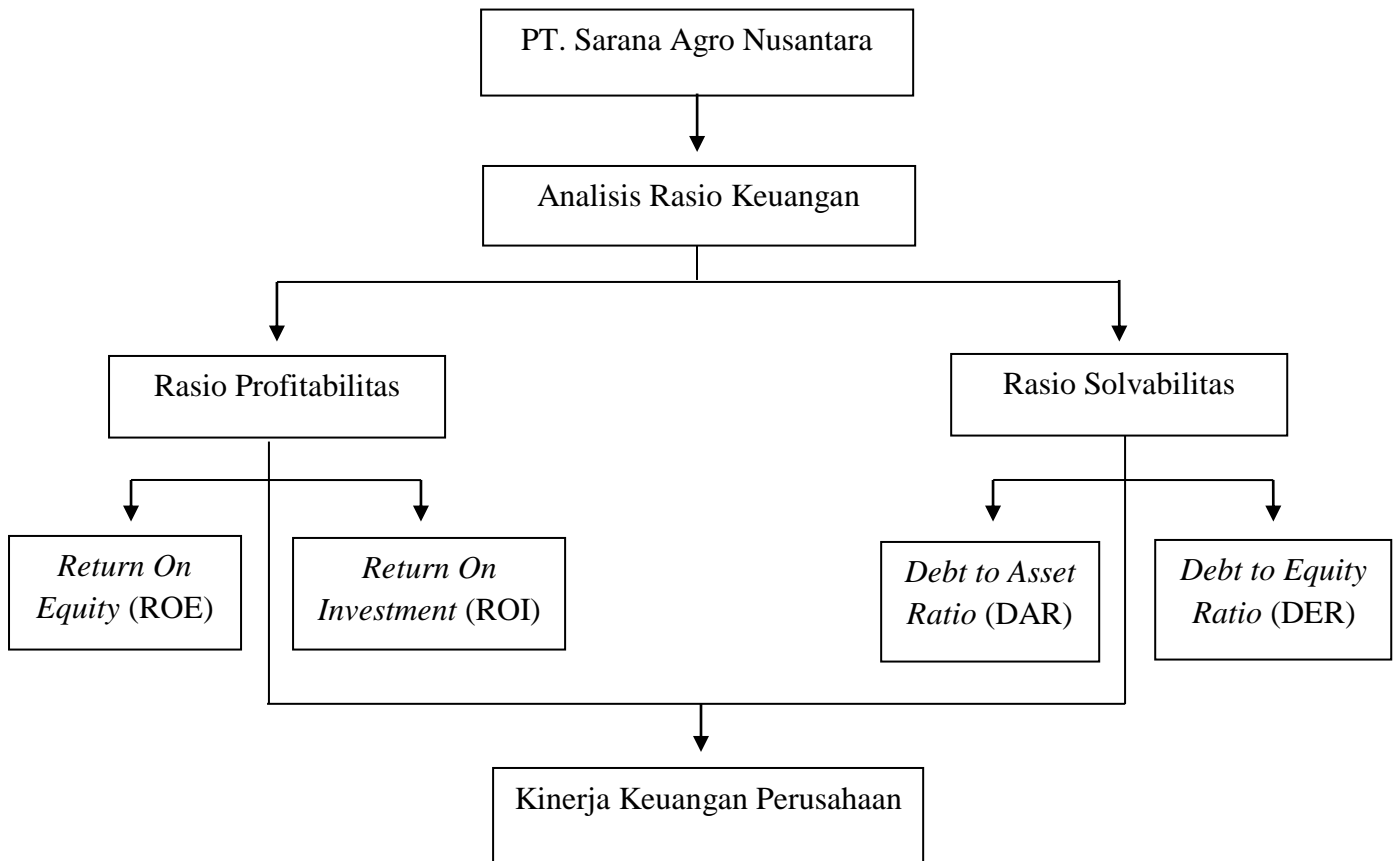 PT. Sarana Agro Nusantara
Analisis Rasio Keuangan
Rasio Profitabilitas
Rasio Solvabilitas
Return On
Equity (ROE)
Return On
Investment (ROI)
Debt to Asset
Ratio (DAR)
Debt to Equity
Ratio (DER)
Kinerja Keuangan Perusahaan